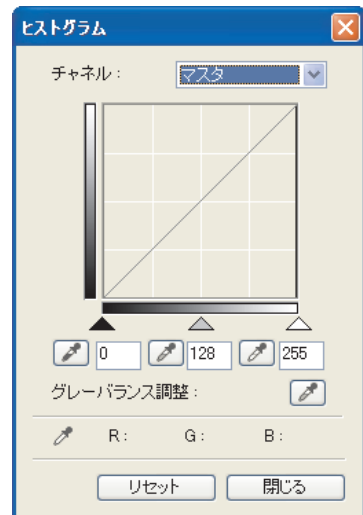 ヒストグラム
チャネル： マスタ
0 128 255
グレーバランス調整：
R: G: B:
リセット 閉じる